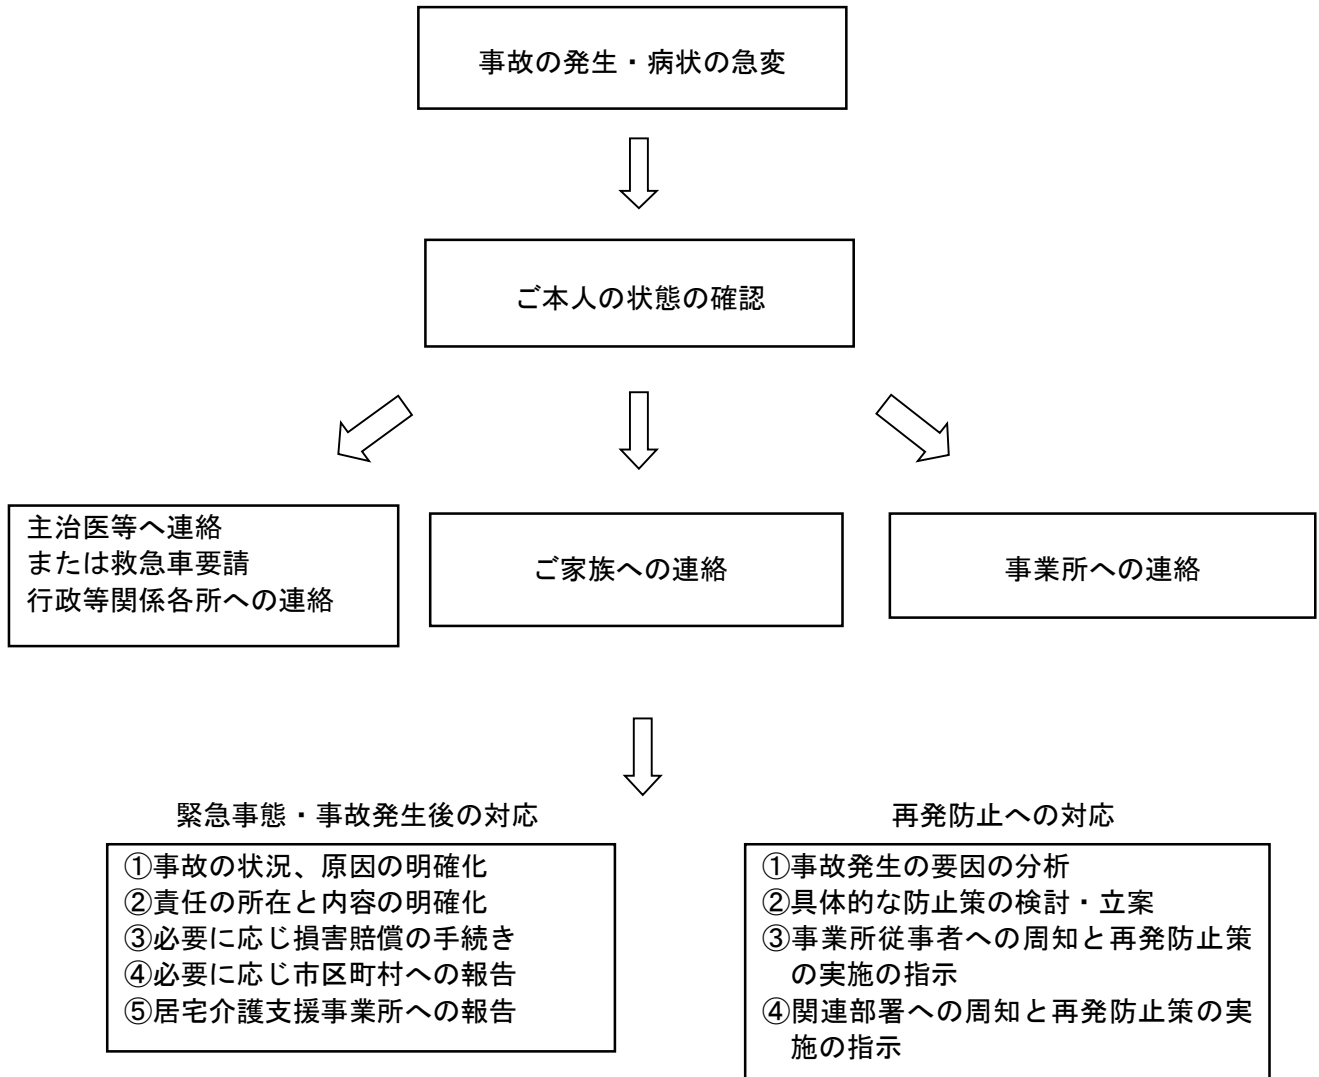 事故の発生・病状の急変
ご本人の状態の確認
主治医等へ連絡
または救急車要請
行政等関係各所への連絡
ご家族への連絡
事業所への連絡
緊急事態・事故発生後の対応
①事故の状況、原因の明確化
②責任の所在と内容の明確化
③必要に応じ損害賠償の手続き
④必要に応じ市区町村への報告
⑤居宅介護支援事業所への報告
再発防止への対応
①事故発生の要因の分析
②具体的な防止策の検討・立案
③事業所従事者への周知と再発防止策
の実施の指示
④関連部署への周知と再発防止策の実
施の指示